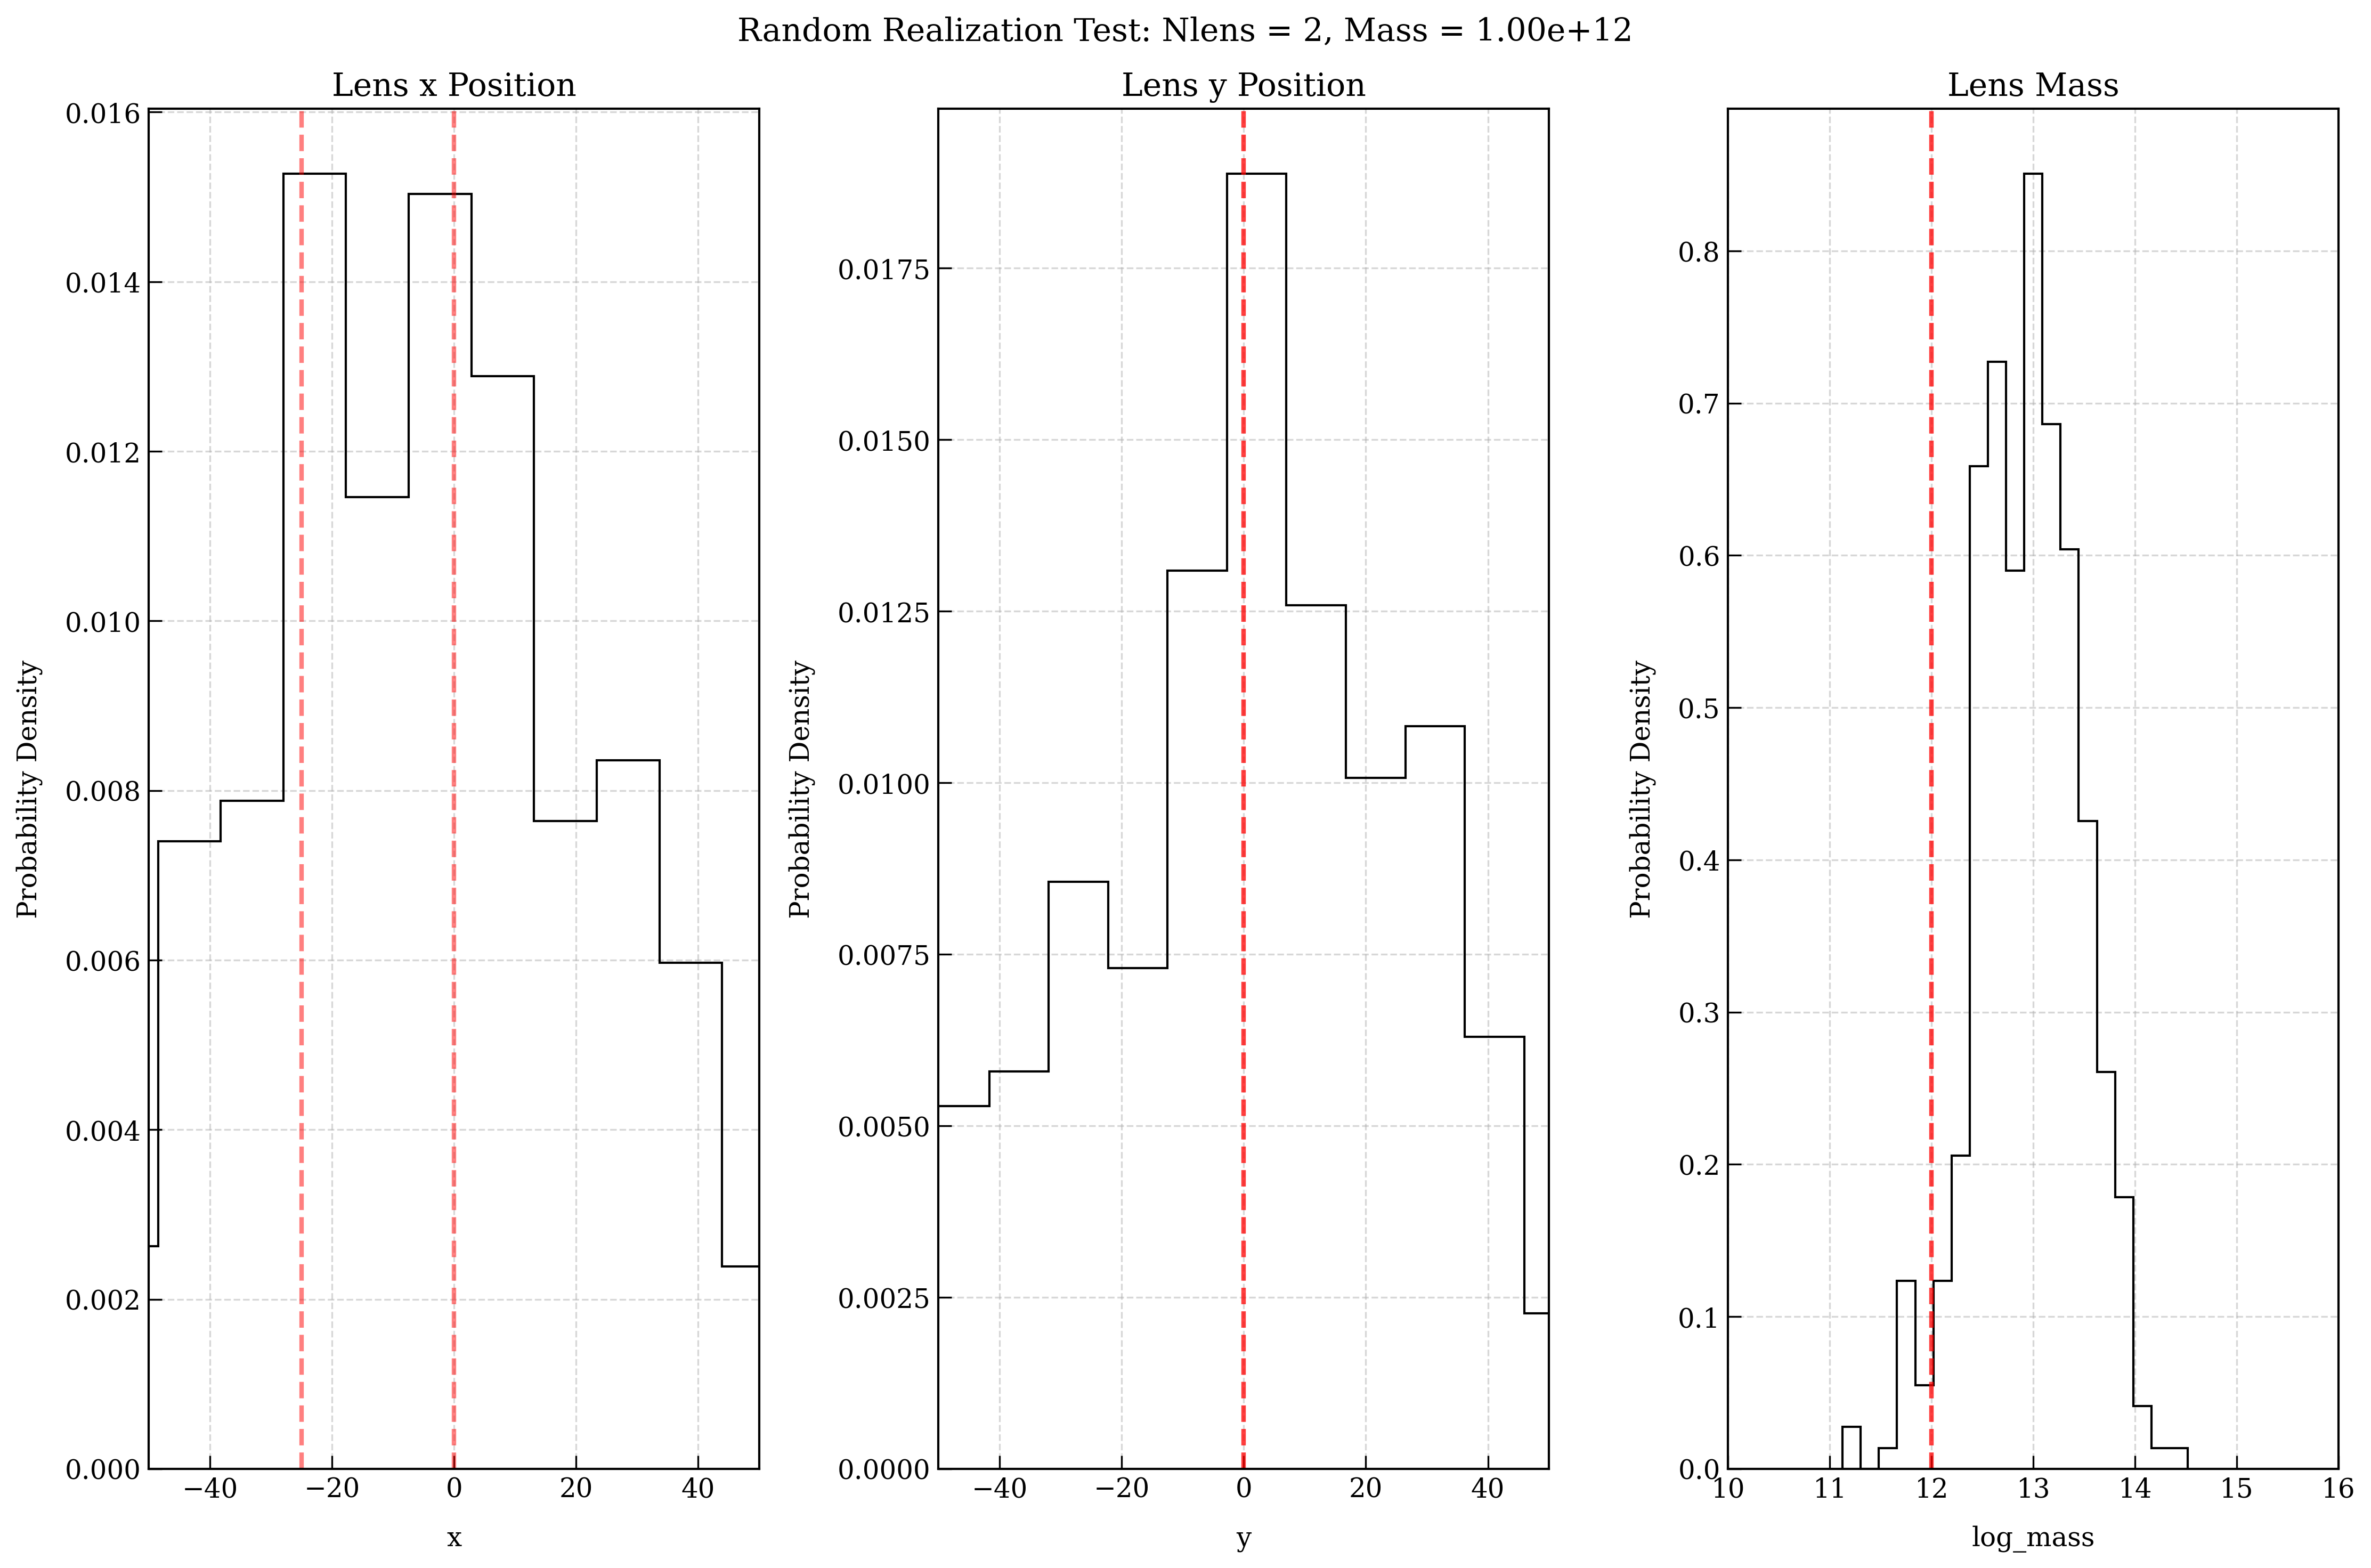 Random Realization Test: Nlens = 2, Mass = 1.00e+12
Lens x Position
Probability Density
0.016
0.014
0.012
0.010
0.008
0.006
0.004
0.002
0.000
−40 −20 0 20 40
x
Lens y Position
Probability Density
0.0175
0.0150
0.0125
0.0100
0.0075
0.0050
0.0025
0.0000
−40 −20 0 20 40
y
Lens Mass
Probability Density
0.8
0.7
0.6
0.5
0.4
0.3
0.2
0.1
0.0
10 11 12 13 14 15 16
log_mass